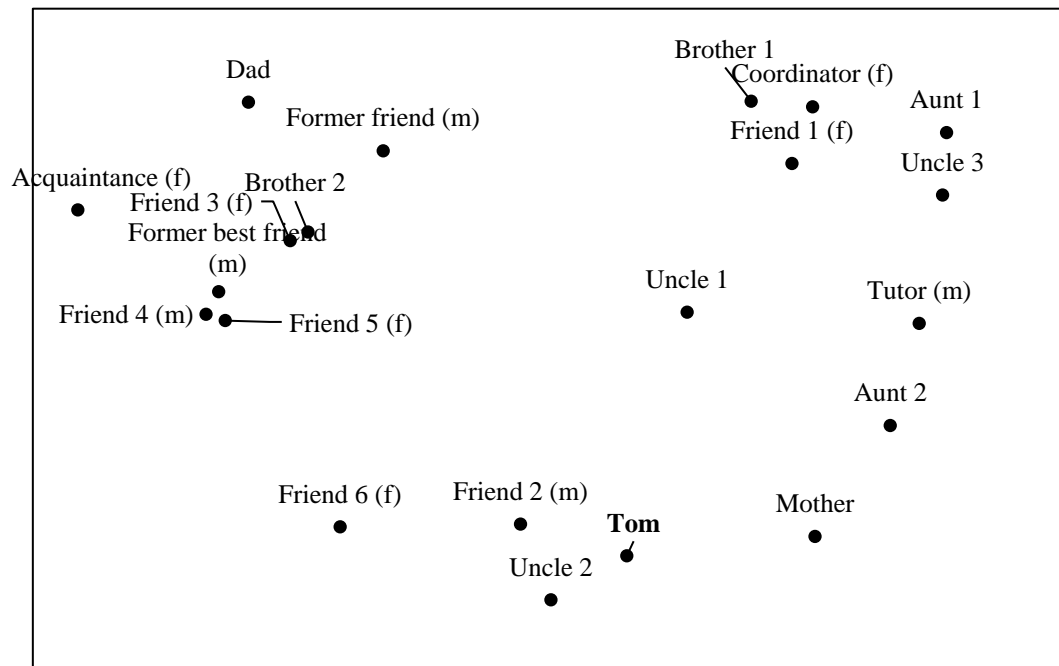 Brother 1
Dad
Coordinator (f)
Aunt 1
Former friend (m)
Friend 1 (f)
Uncle 3
Acquaintance (f)
Brother 2
Friend 3 (f)
Former best friend
(m)
Uncle 1
Tutor (m)
Friend 4 (m)
Friend 5 (f)
Aunt 2
Friend 6 (f)
Friend 2 (m)
Mother
Tom
Uncle 2